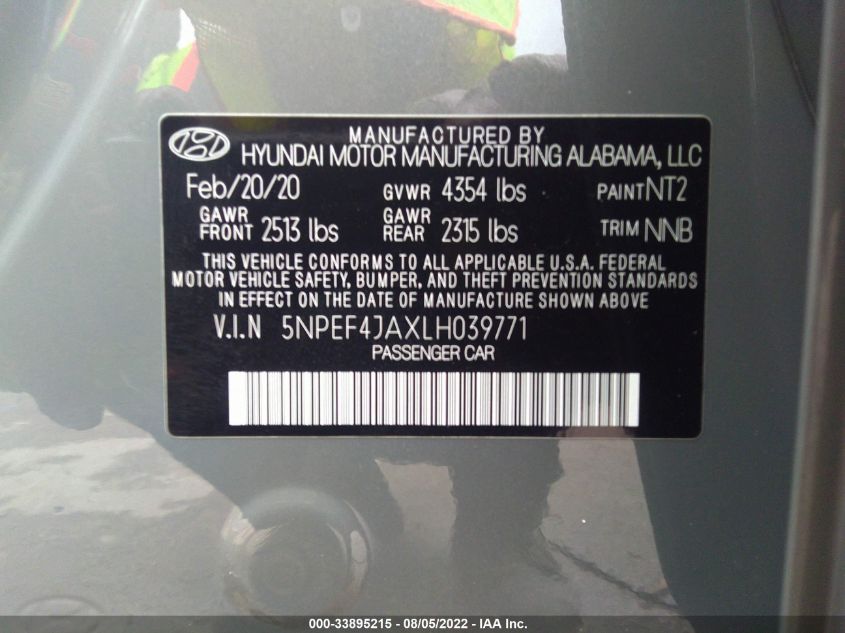 MANUFACTURED BY
HYUNDAI MOTOR MANUFACTURING ALABAMA, LLC
Feb/20/20 GVWR 4354 lbs PAINT NT2
GAWR FRONT 2513 lbs GAWR REAR 2315 lbs TRIM NNB
THIS VEHICLE CONFORMS TO ALL APPLICABLE U.S.A. FEDERAL
MOTOR VEHICLE SAFETY, BUMPER, AND THEFT PREVENTION STANDARDS
IN EFFECT ON THE DATE OF MANUFACTURE SHOWN ABOVE.
V.I.N 5NPEF4JAXLH039771
PASSENGER CAR
000-33895215 - 08/05/2022 - IAA Inc.